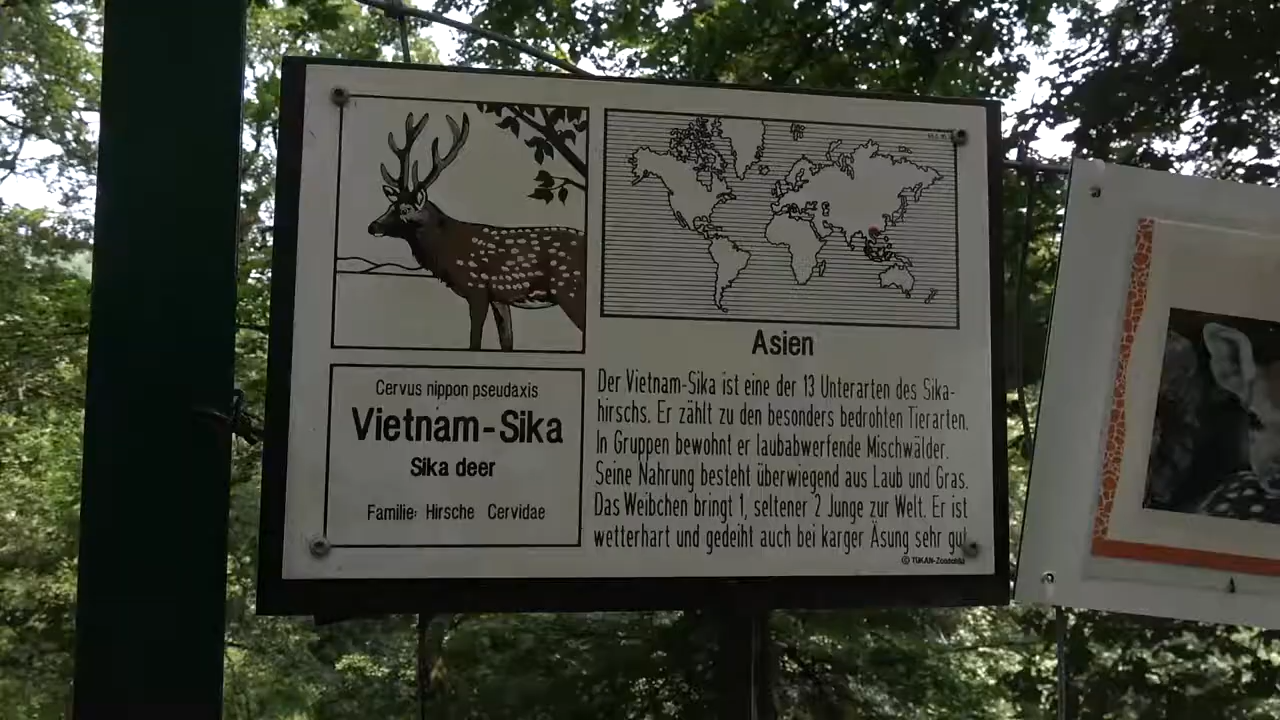 Cervus nippon pseudaxis
Vietnam-Sika
Sika deer
Familie: Hirsche Cervidae
Asien
Der Vietnam-Sika ist eine der 13 Unterarten des Sika-
hirschs. Er zählt zu den besonders bedrohten Tierarten.
In Gruppen bewohnt er laubabwerfende Mischwälder.
Seine Nahrung besteht überwiegend aus Laub und Gras.
Das Weibchen bringt 1, seltener 2 Junge zur Welt. Er ist
wetterhart und gedeiht auch bei karger Äsung sehr gut.
© TUKAN-Zooschild